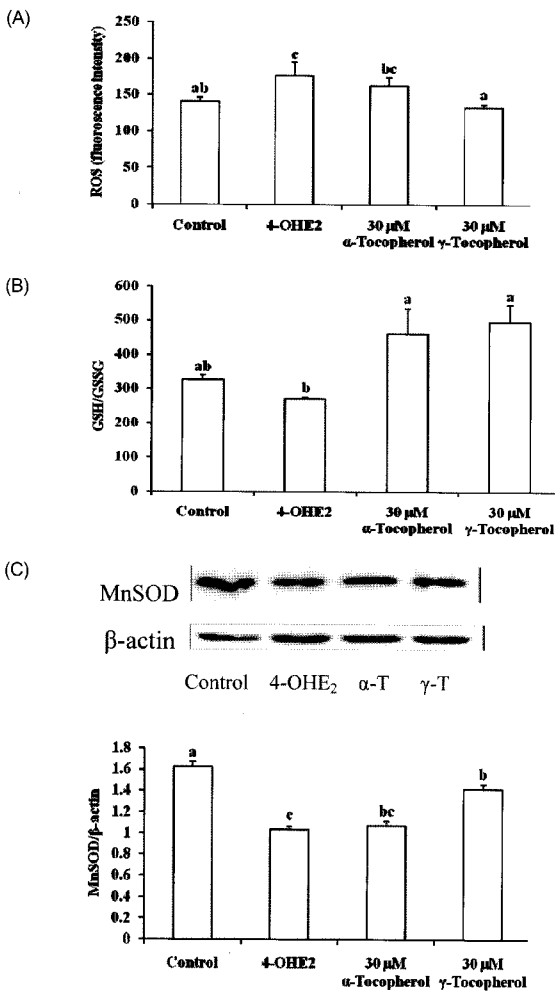 (A)
ROS (fluoroscence intensity)
250
200
150
100
50
0
ab
c
bc
a
Control
4-OHE2
30 µM
α-Tocopherol
30 µM
γ-Tocopherol
(B)
GSH/GSSG
600
500
400
300
200
100
0
ab
b
a
a
Control
4-OHE2
30 µM
α-Tocopherol
30 µM
γ-Tocopherol
(C)
MnSOD
β-actin
Control 4-OHE₂ α-T γ-T
MnSOD/β-actin
1.8
1.6
1.4
1.2
1
0.8
0.6
0.4
0.2
0
a
c
bc
b
Control
4-OHE2
30 µM
α-Tocopherol
30 µM
γ-Tocopherol